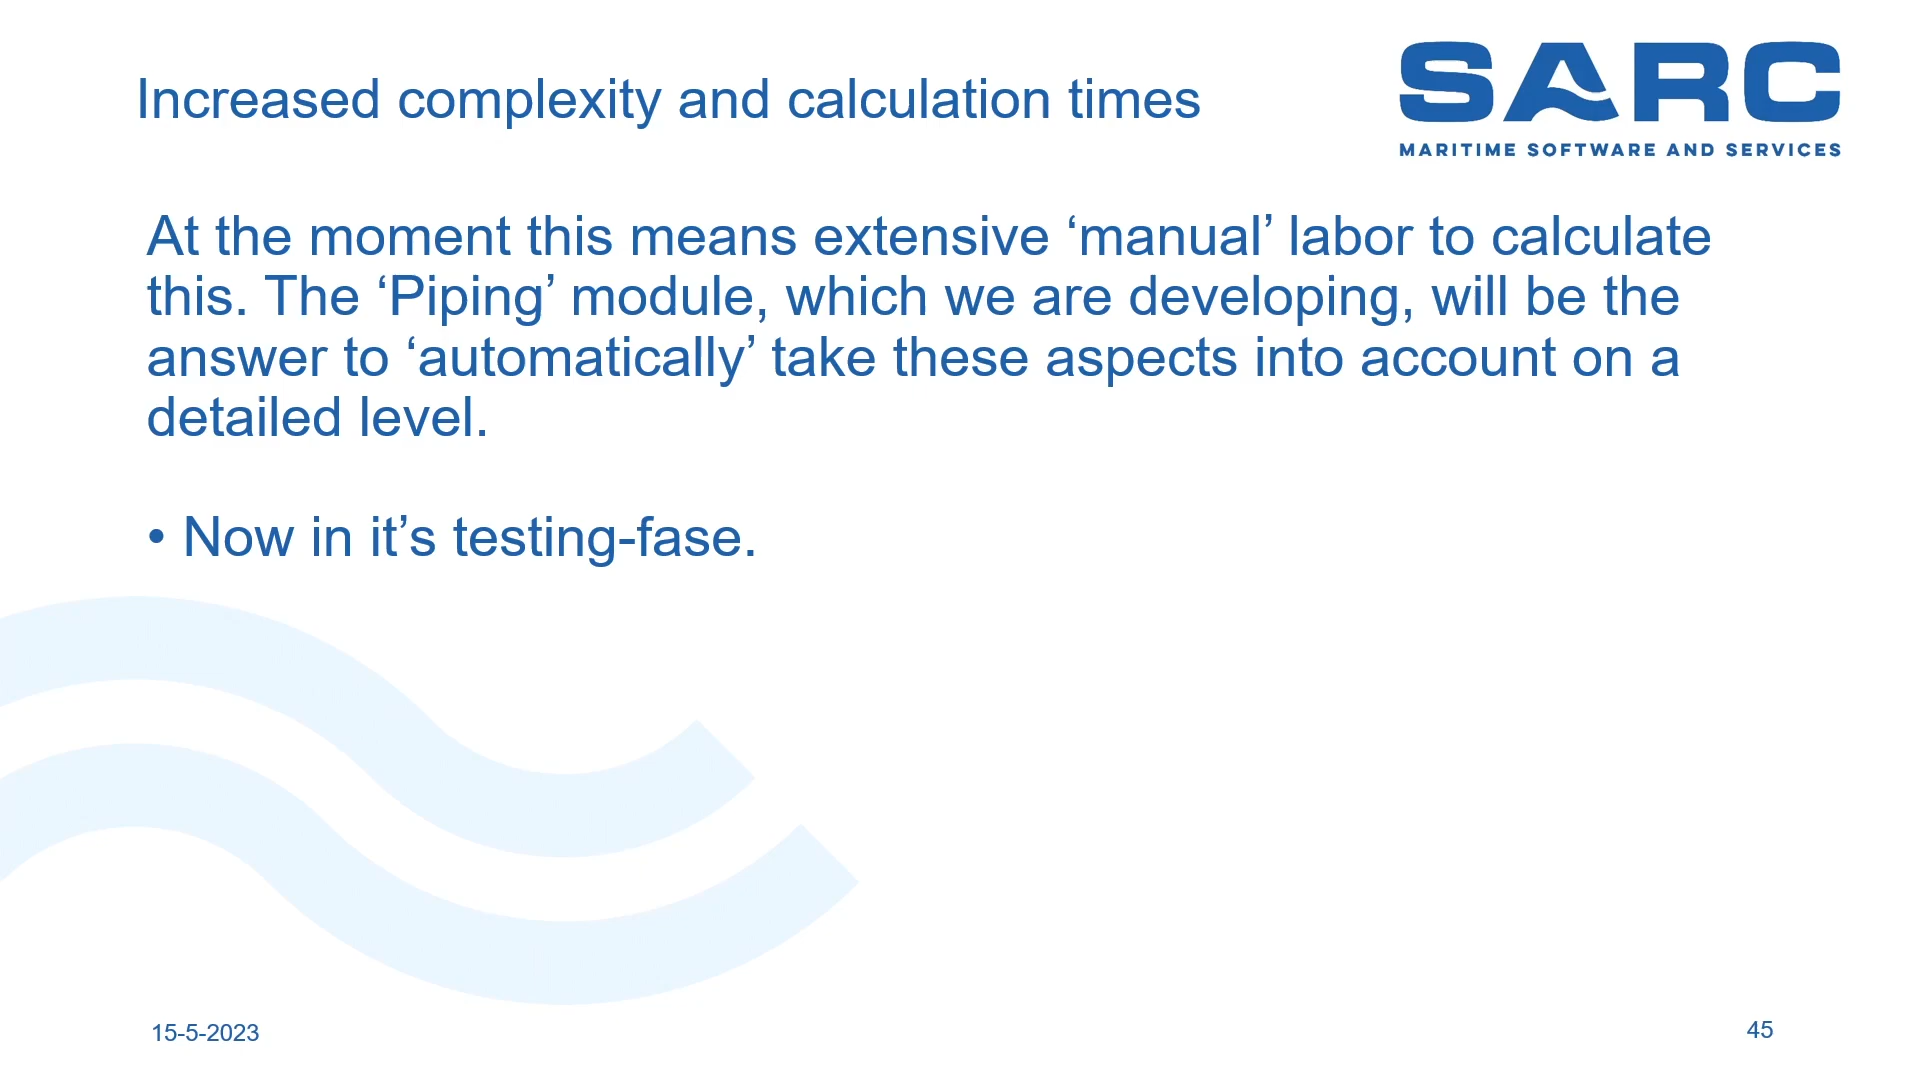 Increased complexity and calculation times
SARC
MARITIME SOFTWARE AND SERVICES
At the moment this means extensive ‘manual’ labor to calculate
this. The ‘Piping’ module, which we are developing, will be the
answer to ‘automatically’ take these aspects into account on a
detailed level.
• Now in it’s testing-fase.
15-5-2023
45